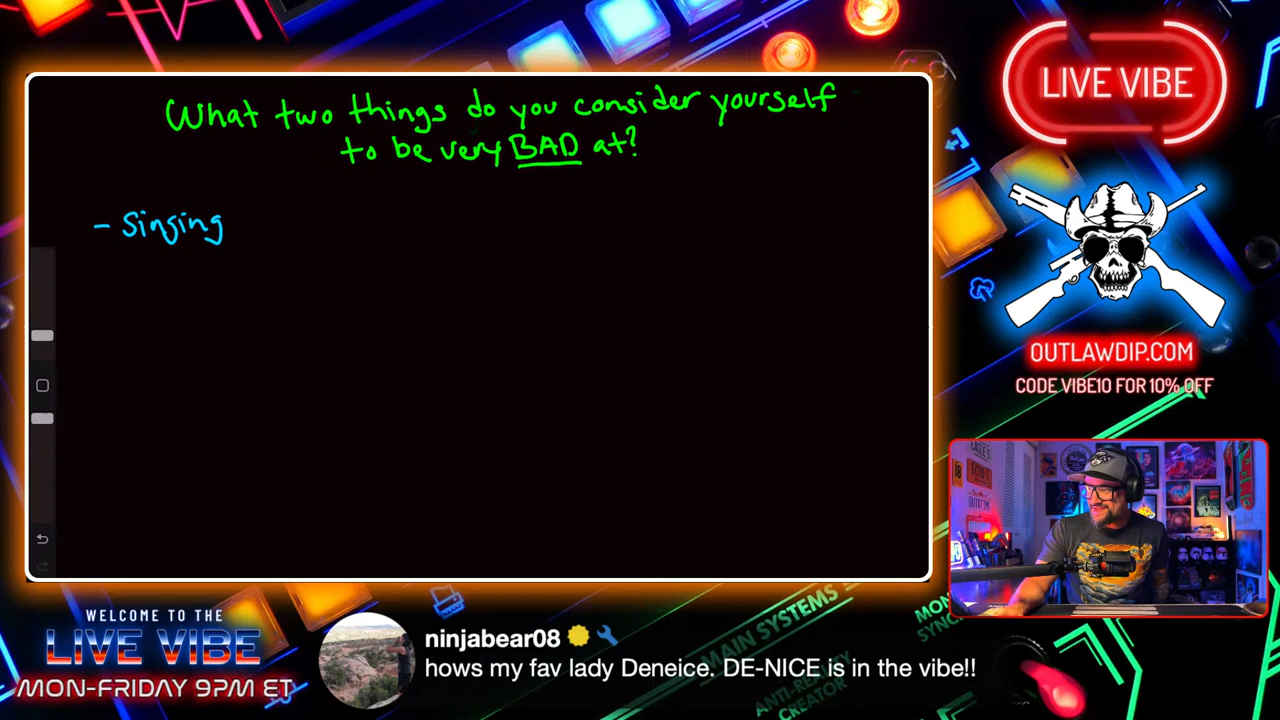 What two things do you consider yourself
to be very BAD at?
- Singing
LIVE VIBE
OUTLAWDIP.COM
CODE VIBE10 FOR 10% OFF
WELCOME TO THE
LIVE VIBE
MON-FRIDAY 9PM ET
ninjabear08
hows my fav lady Deneice. DE-NICE is in the vibe!!
MAIN SYSTEMS